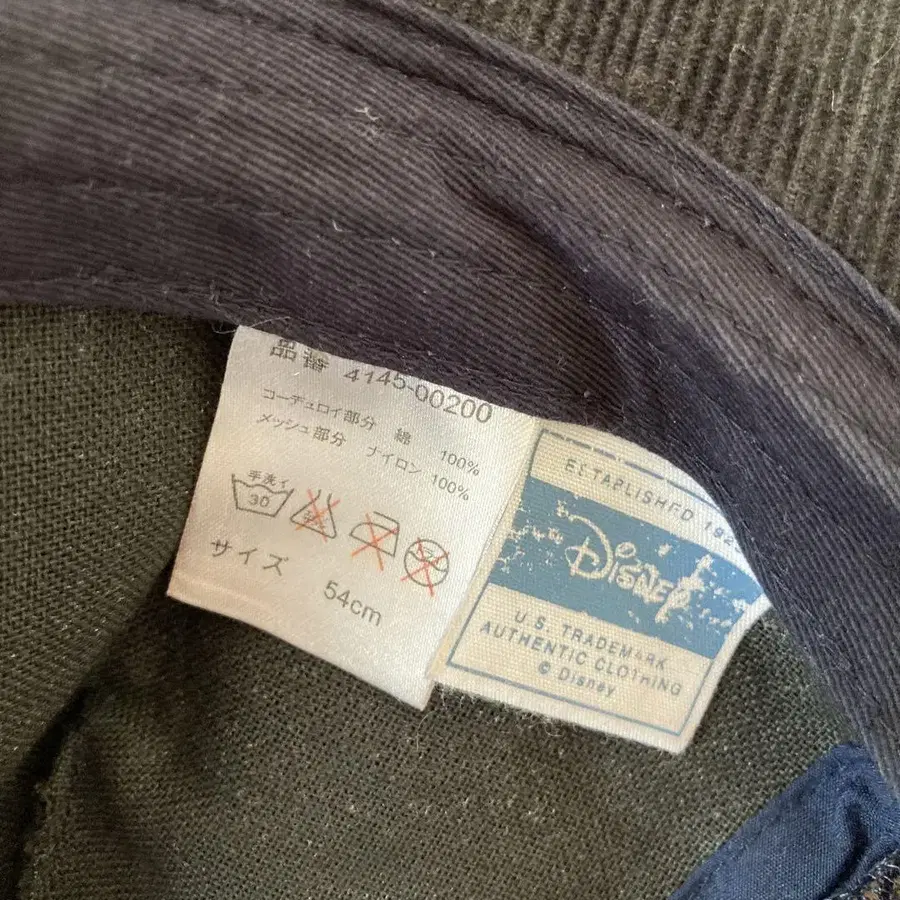 品番 4145-00200
コーデュロイ部分 綿 100%
メッシュ部分 ナイロン 100%
手洗イ
30
サイズ 54cm
ESTABLISHED
Disney
U.S. TRADEMARK
AUTHENTIC CLOTHING
© Disney